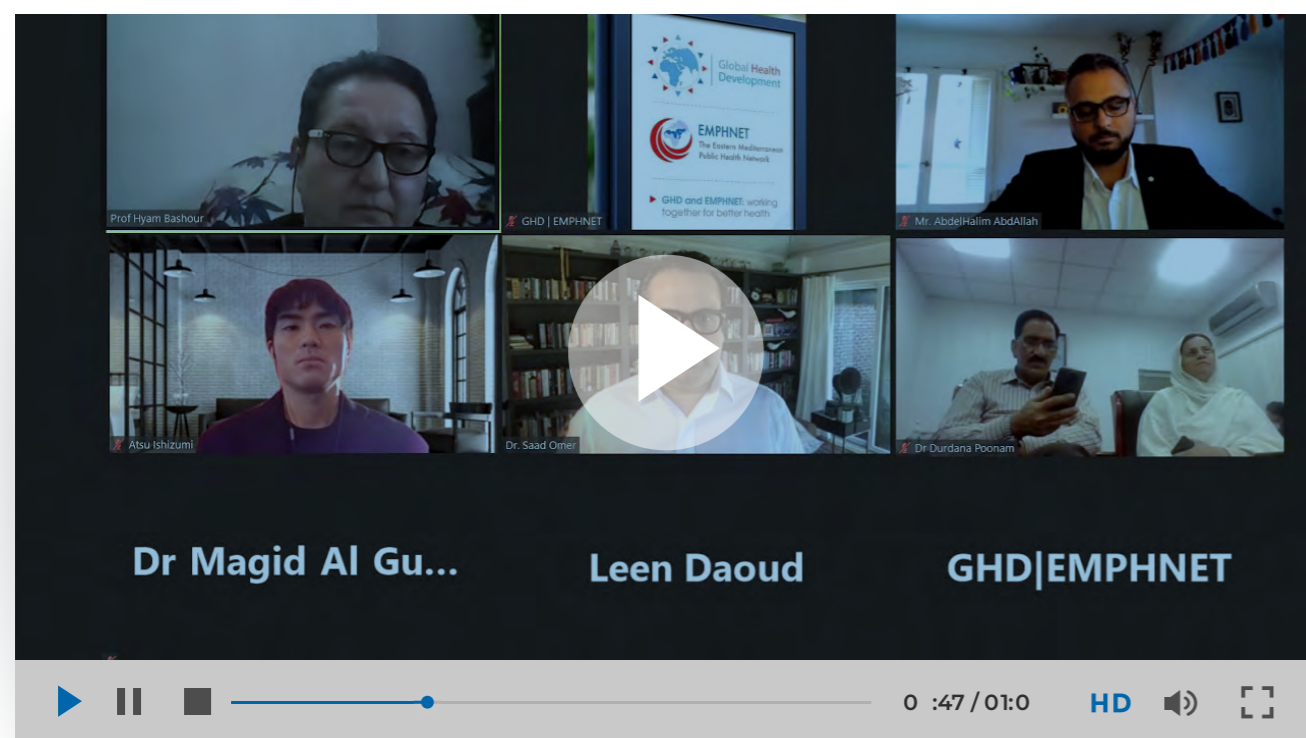 Global Health
Development
EMPHNET
The Eastern Mediterranean
Public Health Network
GHD and EMPHNET: working
together for better health
Prof Hyam Bashour
GHD | EMPHNET
Mr. AbdelHalim AbdAllah
Atsu Ishizumi
Dr. Saad Omer
Dr Durdana Poonam
Dr Magid Al Gu...
Leen Daoud
GHD|EMPHNET
0 :47 / 01:0
HD